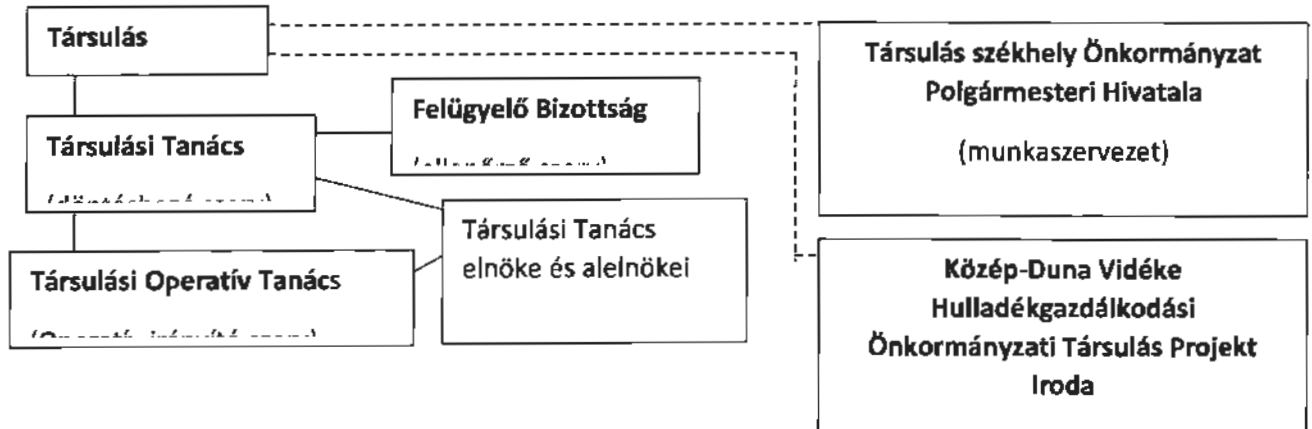 Társulás
Társulási Tanács
Felügyelő Bizottság
Társulási Operatív Tanács
Társulási Tanács
elnöke és alelnökei
Társulás székhely Önkormányzat
Polgármesteri Hivatala
(munkaszervezet)
Közép-Duna Vidéke
Hulladékgazdálkodási
Önkormányzati Társulás Projekt
Iroda